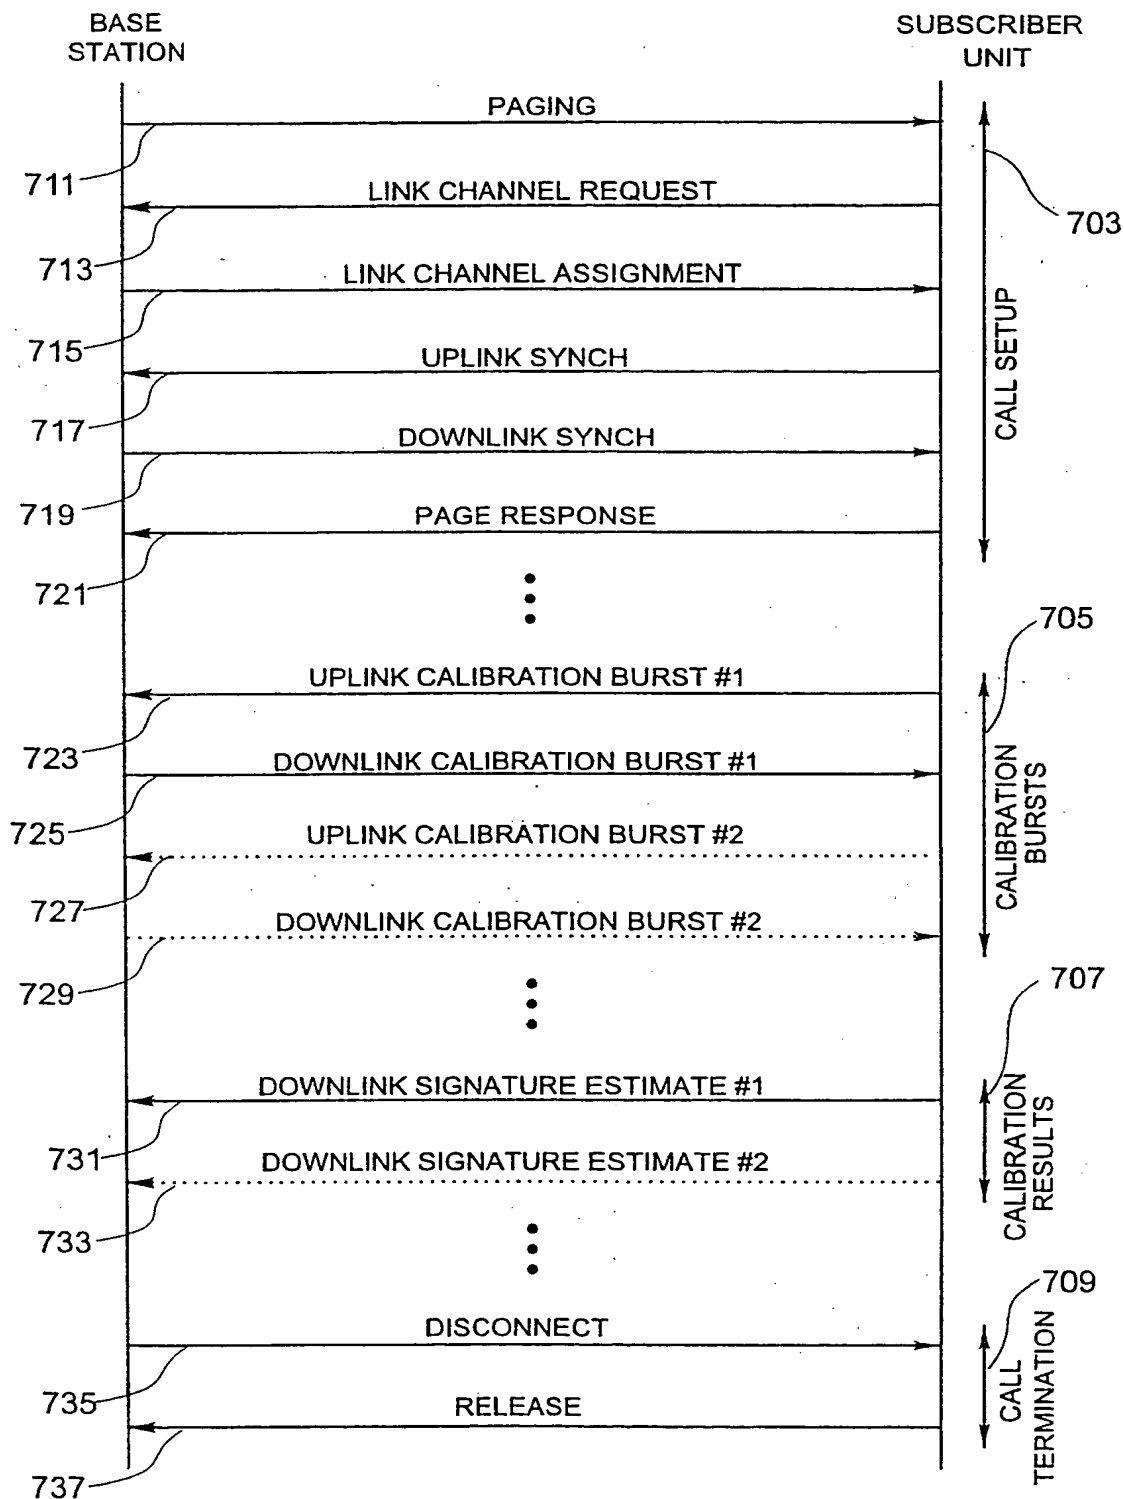 BASE
STATION
SUBSCRIBER
UNIT
PAGING
711
703
LINK CHANNEL REQUEST
713
LINK CHANNEL ASSIGNMENT
715
CALL SETUP
UPLINK SYNCH
717
DOWNLINK SYNCH
719
PAGE RESPONSE
721
705
UPLINK CALIBRATION BURST #1
723
DOWNLINK CALIBRATION BURST #1
725
CALIBRATION
BURSTS
UPLINK CALIBRATION BURST #2
727
DOWNLINK CALIBRATION BURST #2
729
707
DOWNLINK SIGNATURE ESTIMATE #1
731
CALIBRATION
RESULTS
DOWNLINK SIGNATURE ESTIMATE #2
733
709
DISCONNECT
735
CALL
TERMINATION
RELEASE
737